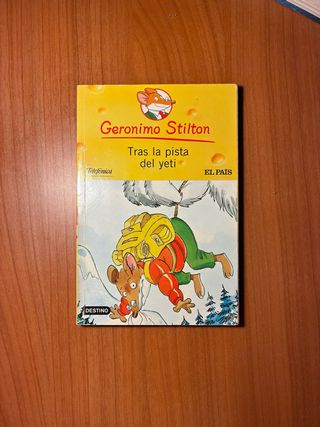 Geronimo Stilton
Tras la pista
del yeti
Telefónica
EL PAÍS
DESTINO